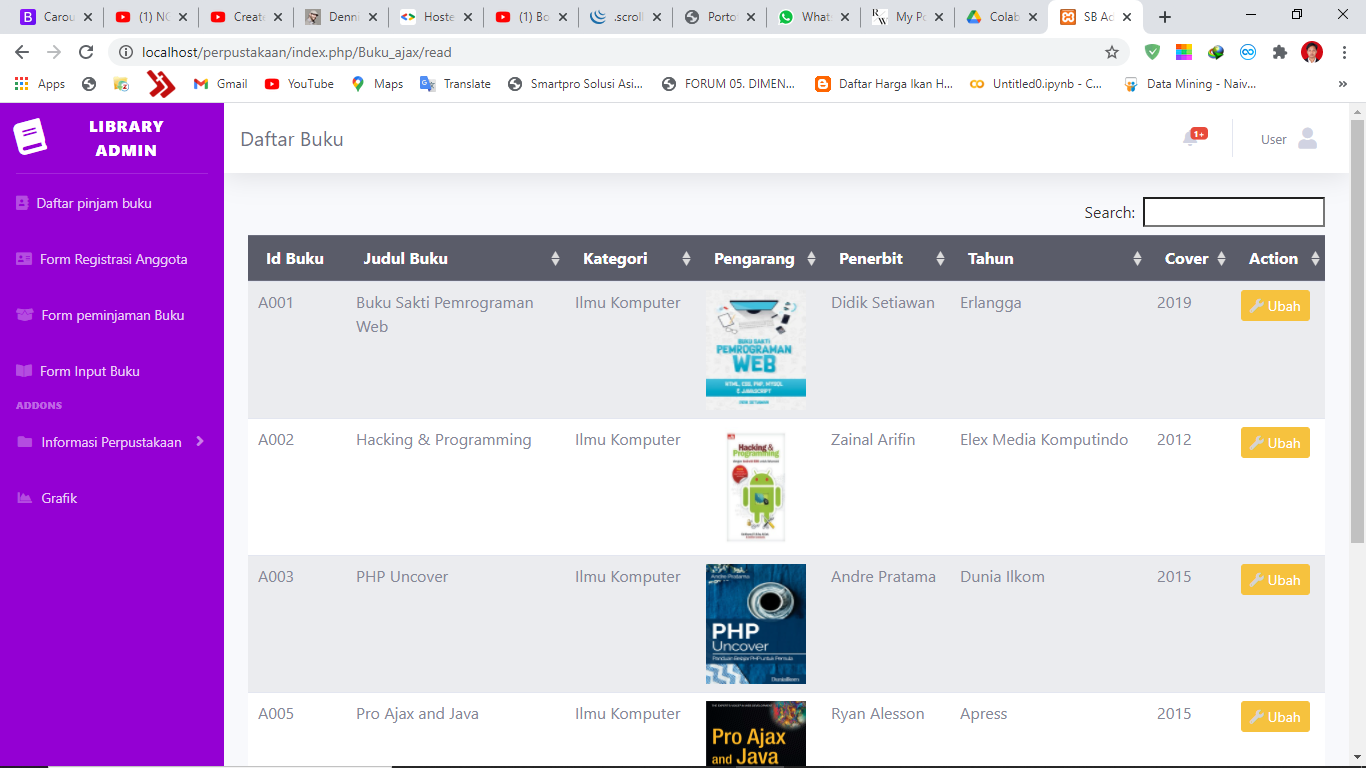 Carou
(1) NC
Create
Denni
Hoste
(1) Bo
.scroll
Portof
What
My Po
Colab
SB Ad
localhost/perpustakaan/index.php/Buku_ajax/read
Apps
Gmail
YouTube
Maps
Translate
Smartpro Solusi Asi...
FORUM 05. DIMEN...
Daftar Harga Ikan H...
Untitled0.ipynb - C...
Data Mining - Naiv...
LIBRARY
ADMIN
Daftar pinjam buku
Form Registrasi Anggota
Form peminjaman Buku
Form Input Buku
ADDONS
Informasi Perpustakaan
Grafik
Daftar Buku
1+
User
Search:
Id Buku Judul Buku Kategori Pengarang Penerbit Tahun Cover Action
A001 Buku Sakti Pemrograman Ilmu Komputer Didik Setiawan Erlangga 2019 Ubah
Web
BUKU SAKTI
PEMROGRAMAN
WEB
HTML, CSS, PHP, MYSQL
& JAVASCRIPT
A002 Hacking & Programming Ilmu Komputer Zainal Arifin Elex Media Komputindo 2012 Ubah
Hacking &
Programming
A003 PHP Uncover Ilmu Komputer Andre Pratama Dunia Ilkom 2015 Ubah
Andre Pratama
PHP
Uncover
Panduan Belajar PHP untuk Pemula
DuniaIlkom
A005 Pro Ajax and Java Ilmu Komputer Ryan Alesson Apress 2015 Ubah
Pro Ajax
and Java